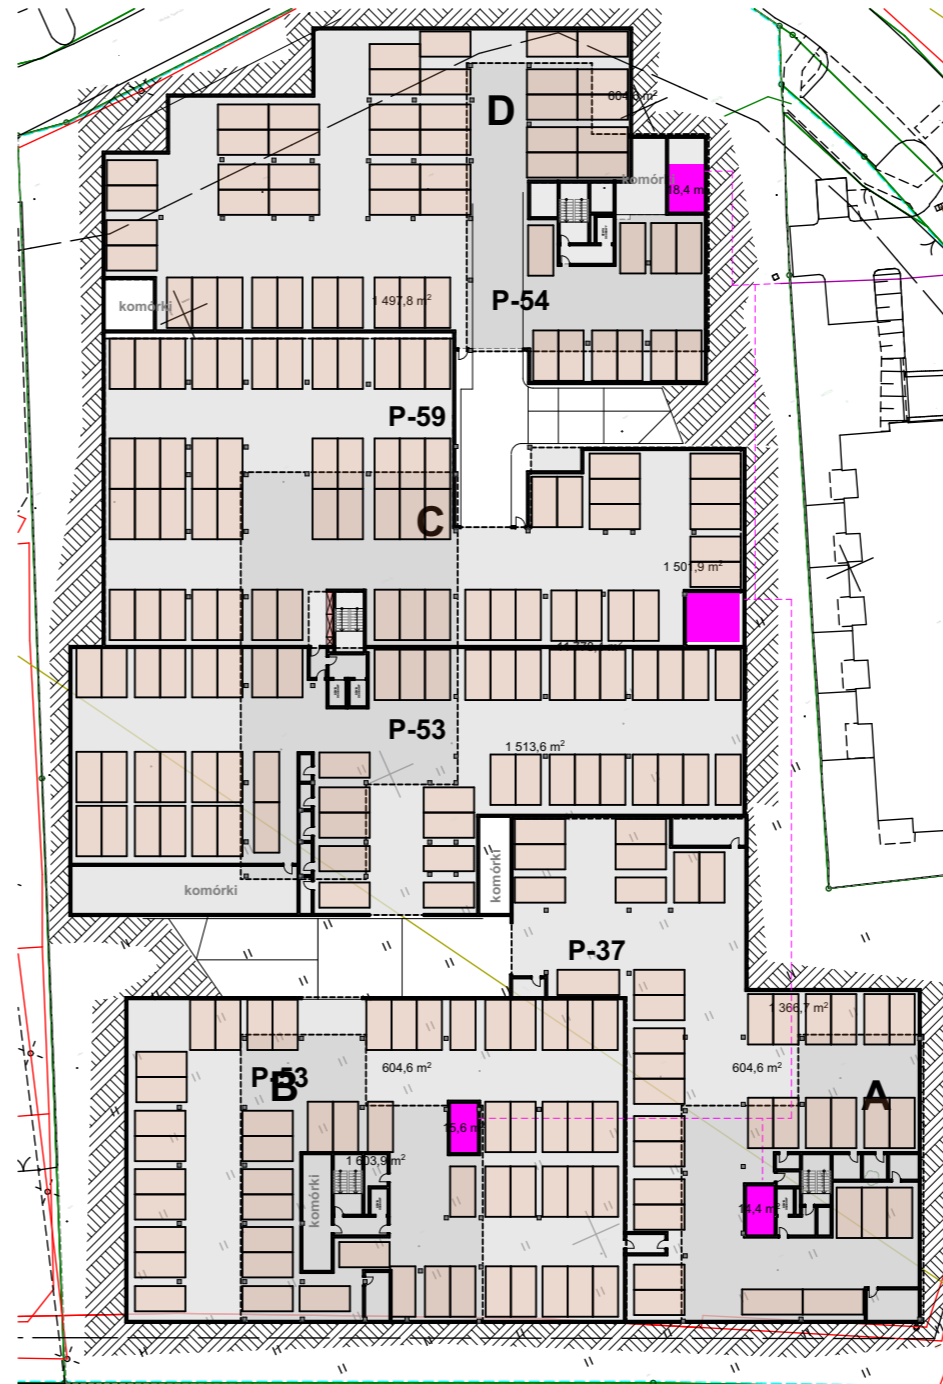 D
604,6 m²
komórki
18,4 m
komórki
1 497,8 m²
P-54
P-59
C
1 501,9 m²
P-53
1 513,6 m²
komórki
komórki
P-37
1 366,7 m²
P-53
B
604,6 m²
604,6 m²
A
15,6 m
1 603,9 m²
komórki
14,4 m²